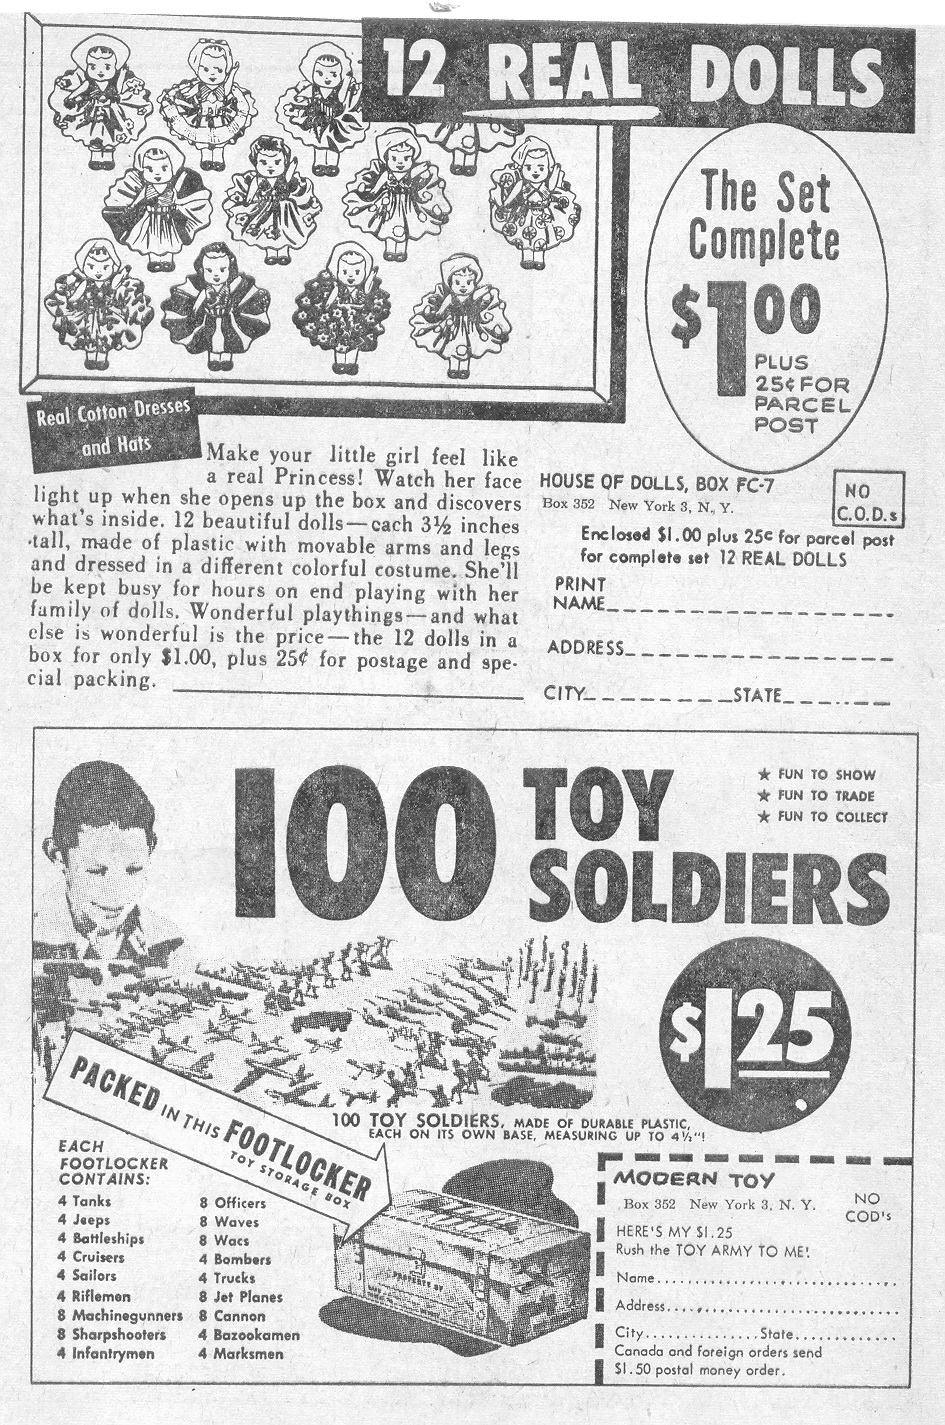 12 REAL DOLLS
The Set
Complete
$1.00
PLUS
25¢ FOR
PARCEL
POST
Real Cotton Dresses
and Hats
Make your little girl feel like
a real Princess! Watch her face
light up when she opens up the box and discovers
what's inside. 12 beautiful dolls—each 3½ inches
tall, made of plastic with movable arms and legs
and dressed in a different colorful costume. She'll
be kept busy for hours on end playing with her
family of dolls. Wonderful playthings—and what
else is wonderful is the price—the 12 dolls in a
box for only $1.00, plus 25¢ for postage and spe-
cial packing.
HOUSE OF DOLLS, BOX FC-7
Box 352 New York 3, N. Y.
NO
C.O.D.s
Enclosed $1.00 plus 25¢ for parcel post
for complete set 12 REAL DOLLS
PRINT
NAME
ADDRESS
CITY STATE
100 TOY
SOLDIERS
★ FUN TO SHOW
★ FUN TO TRADE
★ FUN TO COLLECT
$1.25
PACKED IN THIS FOOTLOCKER
TOY STORAGE BOX
100 TOY SOLDIERS, MADE OF DURABLE PLASTIC,
EACH ON ITS OWN BASE, MEASURING UP TO 4½"!
EACH
FOOTLOCKER
CONTAINS:
4 Tanks
4 Jeeps
4 Battleships
4 Cruisers
4 Sailors
4 Riflemen
8 Machinegunners
8 Sharpshooters
4 Infantrymen
8 Officers
8 Waves
8 Wacs
4 Bombers
4 Trucks
8 Jet Planes
8 Cannon
4 Bazookamen
4 Marksmen
PROPERTY OF
MODERN TOY
Box 352 New York 3, N. Y.
NO
COD's
HERE'S MY $1.25
Rush the TOY ARMY TO ME!
Name
Address
City State
Canada and foreign orders send
$1.50 postal money order.